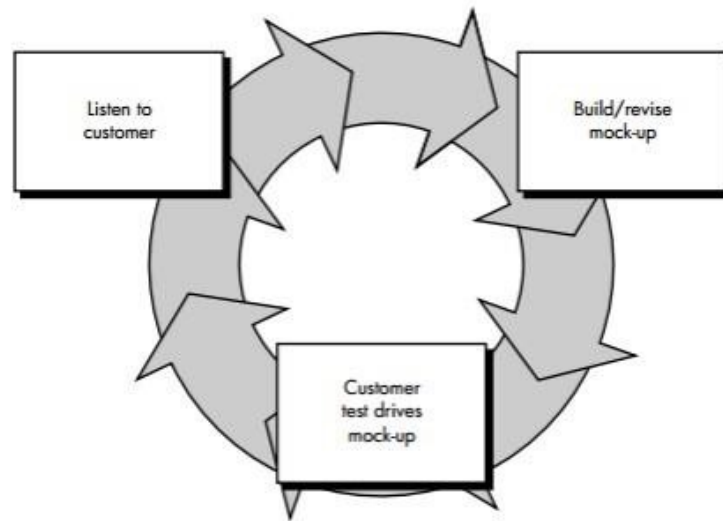 Listen to
customer
Build/revise
mock-up
Customer
test drives
mock-up